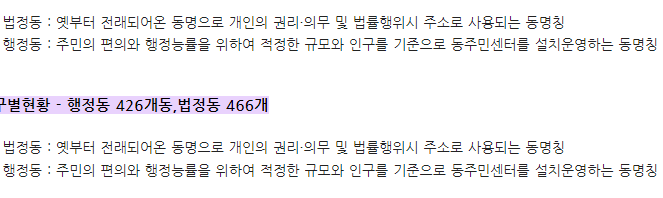 법정동 : 옛부터 전래되어온 동명으로 개인의 권리·의무 및 법률행위시 주소로 사용되는 동명칭
행정동 : 주민의 편의와 행정능률을 위하여 적정한 규모와 인구를 기준으로 동주민센터를 설치운영하는 동명칭
구별현황 - 행정동 426개동,법정동 466개
법정동 : 옛부터 전래되어온 동명으로 개인의 권리·의무 및 법률행위시 주소로 사용되는 동명칭
행정동 : 주민의 편의와 행정능률을 위하여 적정한 규모와 인구를 기준으로 동주민센터를 설치운영하는 동명칭